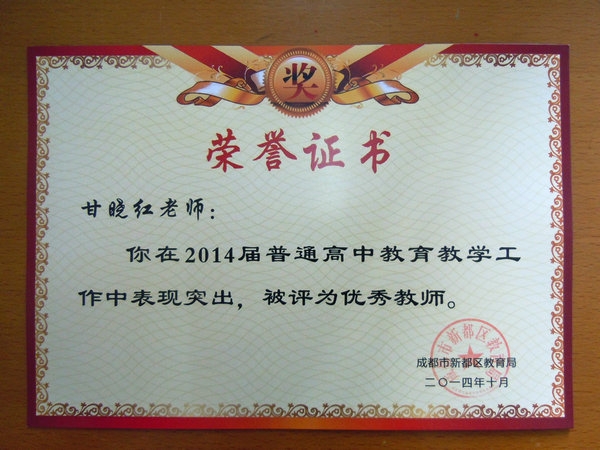 奖
荣誉证书
甘晓红老师：
你在2014届普通高中教育教学工
作中表现突出，被评为优秀教师。
成都市新都区教育局
二〇一四年十月